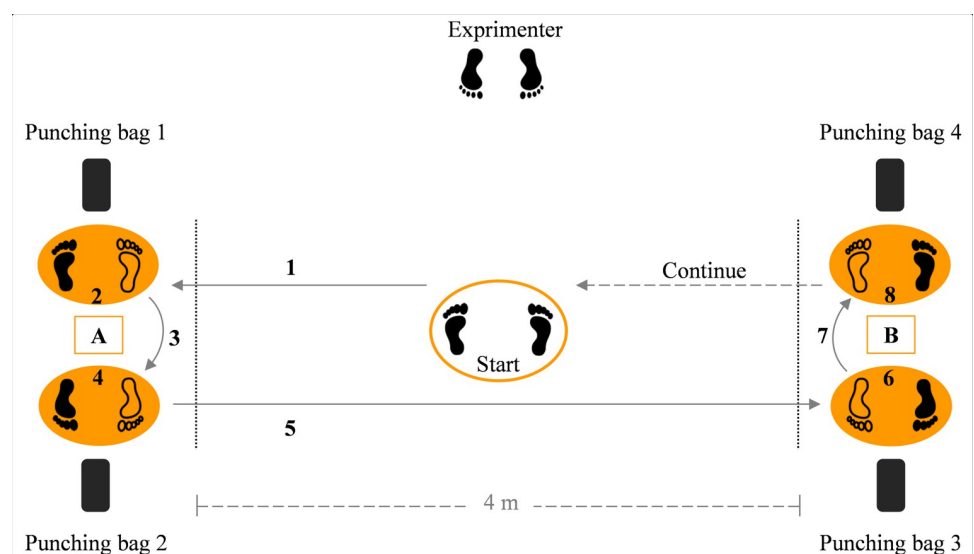 Exprimenter
Punching bag 1
Punching bag 4
1
Continue
2
8
A
3
Start
7
B
4
6
5
4 m
Punching bag 2
Punching bag 3